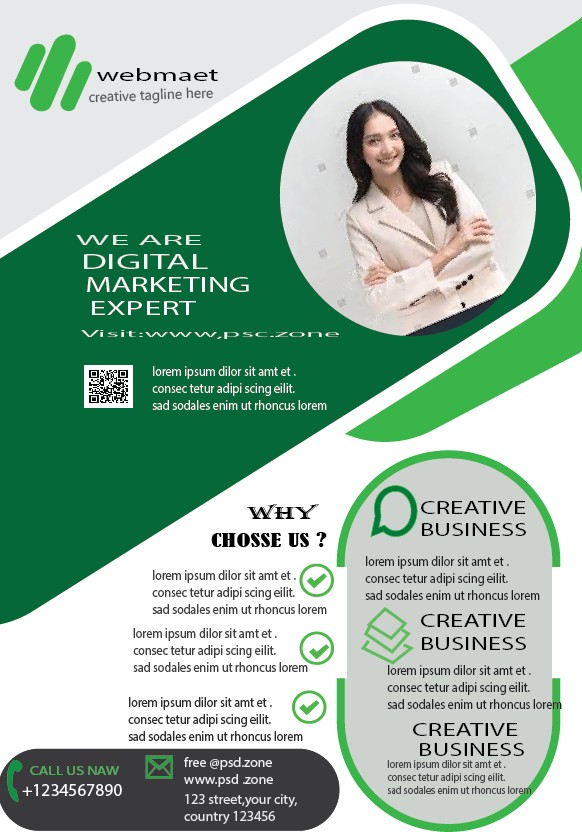 webmaet
creative tagline here
WE ARE
DIGITAL
MARKETING
EXPERT
Visit:www,psc.zone
lorem ipsum dilor sit amt et .
consec tetur adipi scing eilit.
sad sodales enim ut rhoncus lorem
WHY
CHOSSE US ?
lorem ipsum dilor sit amt et .
consec tetur adipi scing eilit.
sad sodales enim ut rhoncus lorem
lorem ipsum dilor sit amt et .
consec tetur adipi scing eilit.
sad sodales enim ut rhoncus lorem
lorem ipsum dilor sit amt et .
consec tetur adipi scing eilit.
sad sodales enim ut rhoncus lorem
CREATIVE
BUSINESS
lorem ipsum dilor sit amt et .
consec tetur adipi scing eilit.
sad sodales enim ut rhoncus lorem
CREATIVE
BUSINESS
lorem ipsum dilor sit amt et .
consec tetur adipi scing eilit.
sad sodales enim ut rhoncus lorem
CREATIVE
BUSINESS
lorem ipsum dilor sit amt et .
consec tetur adipi scing eilit.
sad sodales enim ut rhoncus lorem
CALL US NAW
+1234567890
free @psd.zone
www.psd .zone
123 street,your city,
country 123456